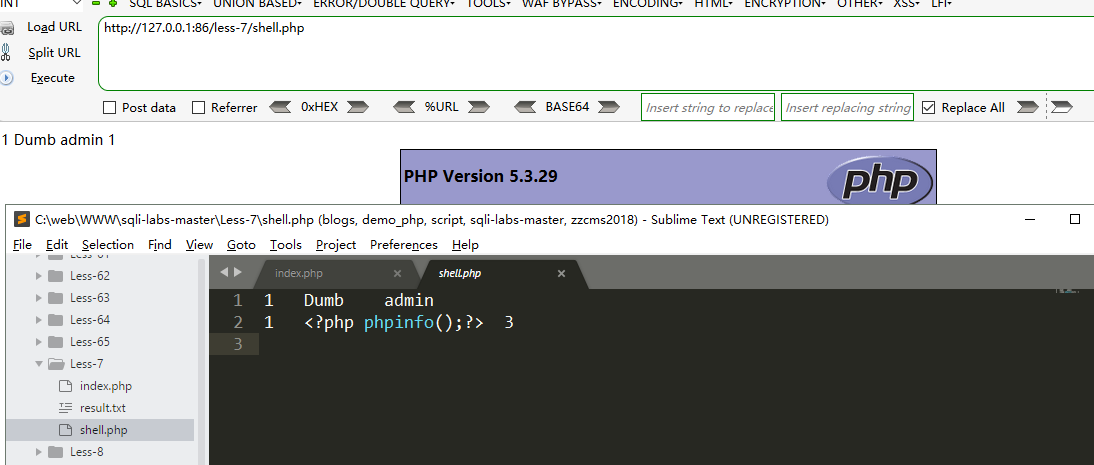 INT SQL BASICS UNION BASED ERROR/DOUBLE QUERY TOOLS WAF BYPASS ENCODING HTML ENCRYPTION OTHER XSS LFI
Load URL http://127.0.0.1:86/less-7/shell.php
Split URL
Execute
Post data Referrer 0xHEX %URL BASE64 Insert string to replace Insert replacing string Replace All
1 Dumb admin 1
PHP Version 5.3.29 php
C:\web\WWW\sqli-labs-master\Less-7\shell.php (blogs, demo_php, script, sqli-labs-master, zzcms2018) - Sublime Text (UNREGISTERED)
File Edit Selection Find View Goto Tools Project Preferences Help
Less-61
Less-62
Less-63
Less-64
Less-65
Less-7
index.php
result.txt
shell.php
Less-8
index.php × shell.php ×
1 1 Dumb admin
2 1 <?php phpinfo();?> 3
3